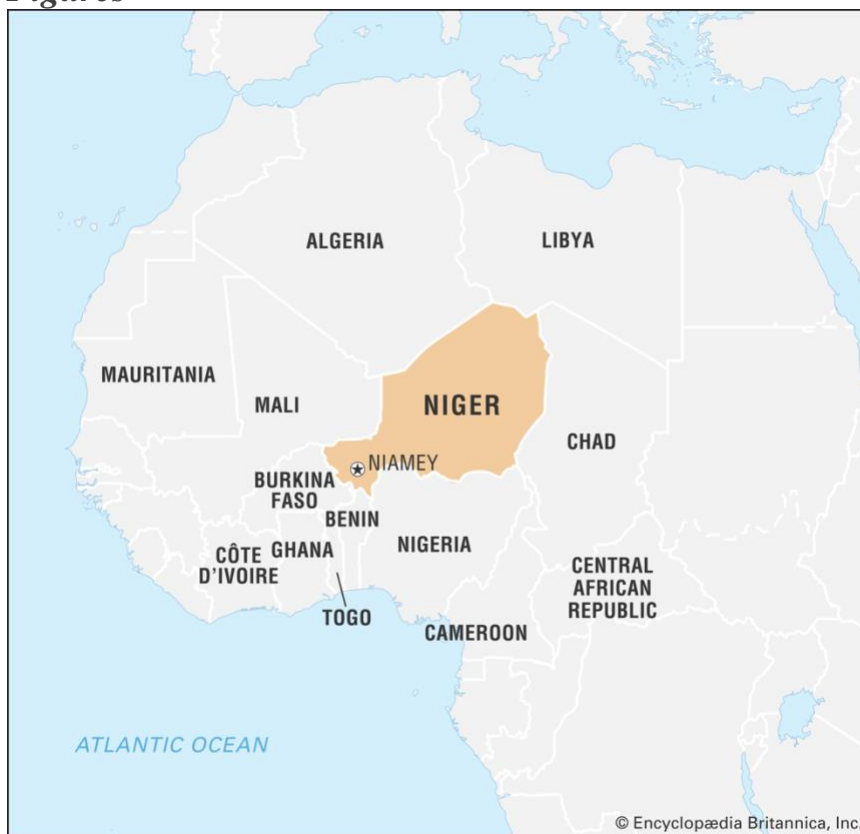 Figures
ALGERIA
LIBYA
MAURITANIA
MALI
NIGER
CHAD
NIAMEY
BURKINA
FASO
BENIN
NIGERIA
CÔTE
D'IVOIRE
GHANA
TOGO
CAMEROON
CENTRAL
AFRICAN
REPUBLIC
ATLANTIC OCEAN
© Encyclopædia Britannica, Inc.